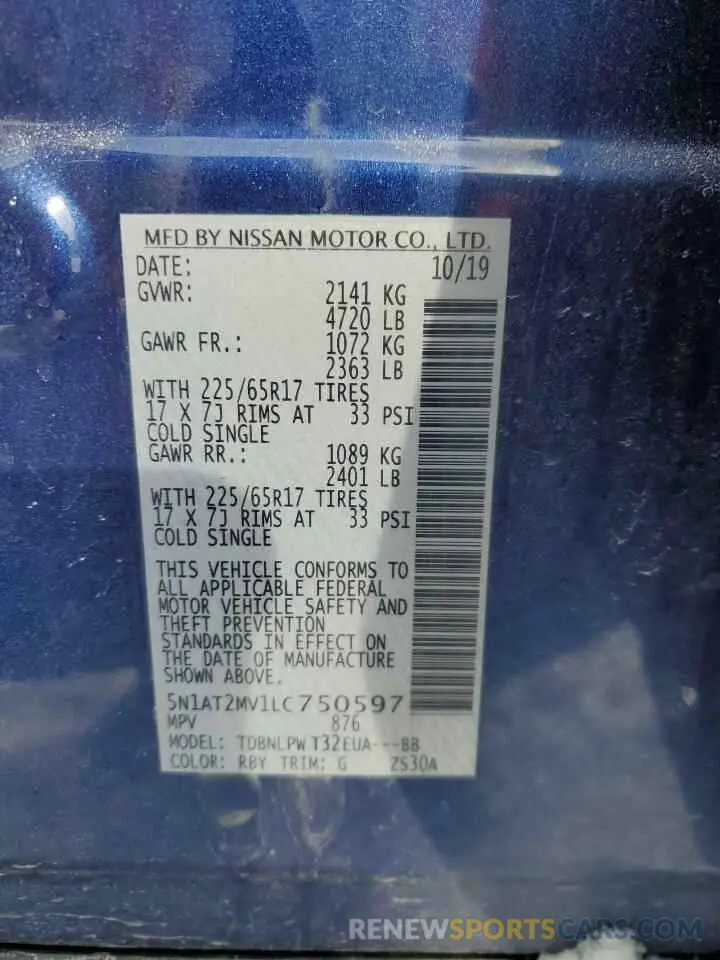 MFD BY NISSAN MOTOR CO., LTD.
DATE: 10/19
GVWR: 2141 KG
4720 LB
GAWR FR.: 1072 KG
2363 LB
WITH 225/65R17 TIRES
17 X 7J RIMS AT 33 PSI
COLD SINGLE
GAWR RR.: 1089 KG
2401 LB
WITH 225/65R17 TIRES
17 X 7J RIMS AT 33 PSI
COLD SINGLE
THIS VEHICLE CONFORMS TO
ALL APPLICABLE FEDERAL
MOTOR VEHICLE SAFETY AND
THEFT PREVENTION
STANDARDS IN EFFECT ON
THE DATE OF MANUFACTURE
SHOWN ABOVE.
5N1AT2MV1LC750597
MPV 876
MODEL: TDBNLPW T32EUA---BB
COLOR: RBY TRIM: G ZS30A
RENEWSPORTSCARS.COM